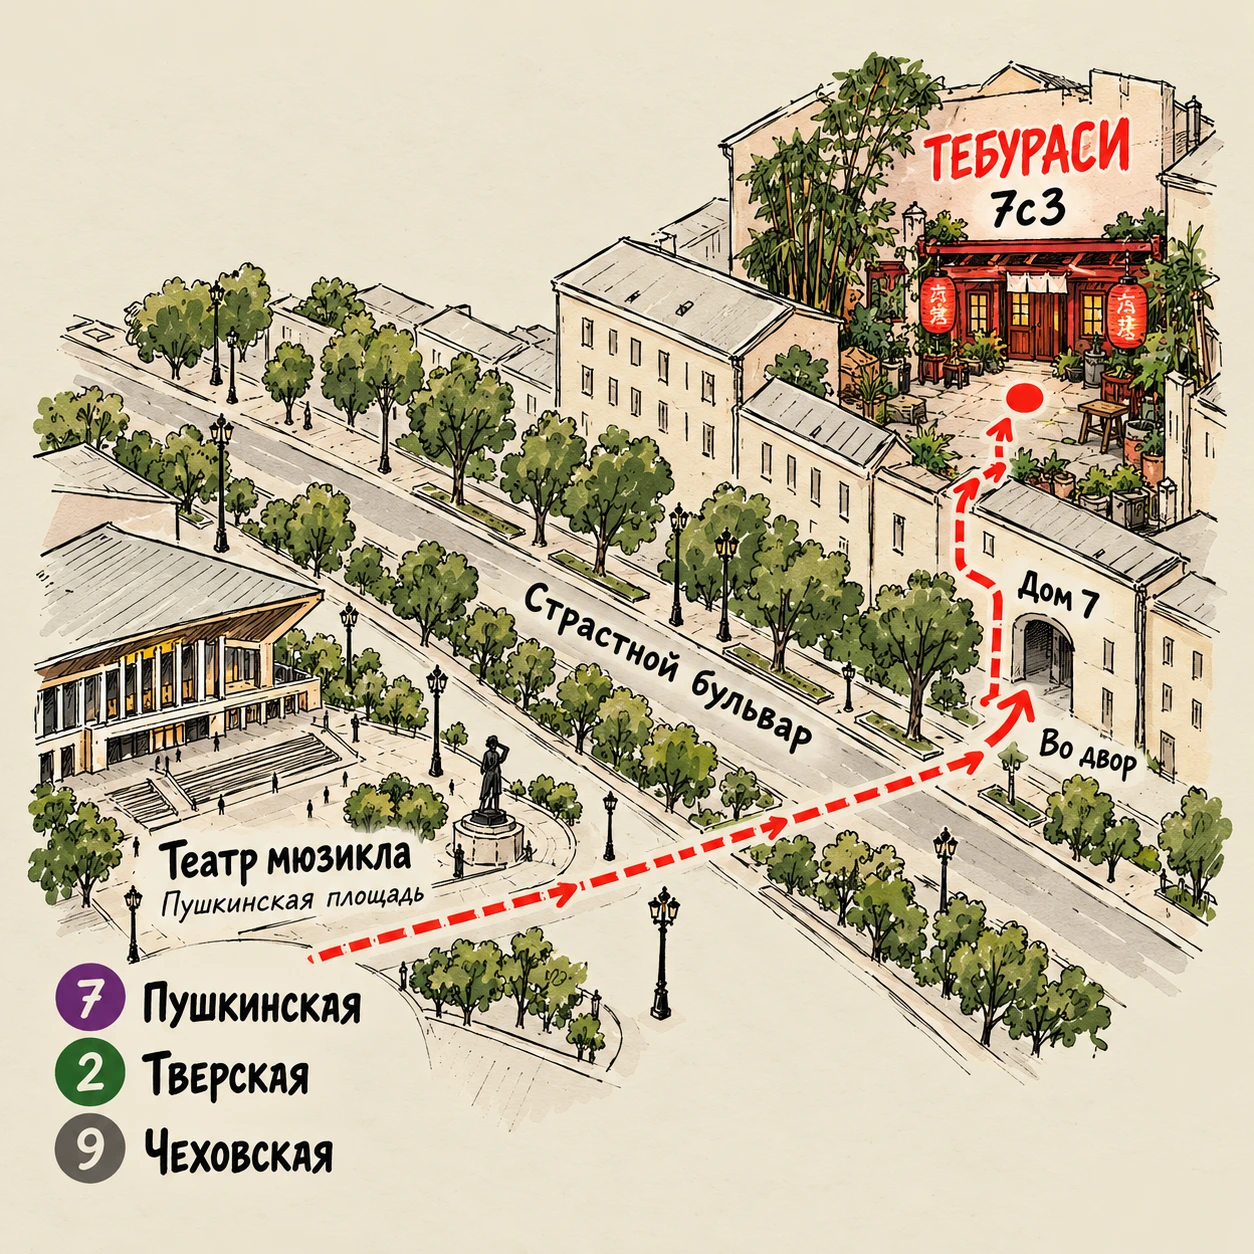 ТЕБУРАСИ
7с3
Дом 7
Страстной бульвар
Во двор
Театр мюзикла
Пушкинская площадь
7 Пушкинская
2 Тверская
9 Чеховская